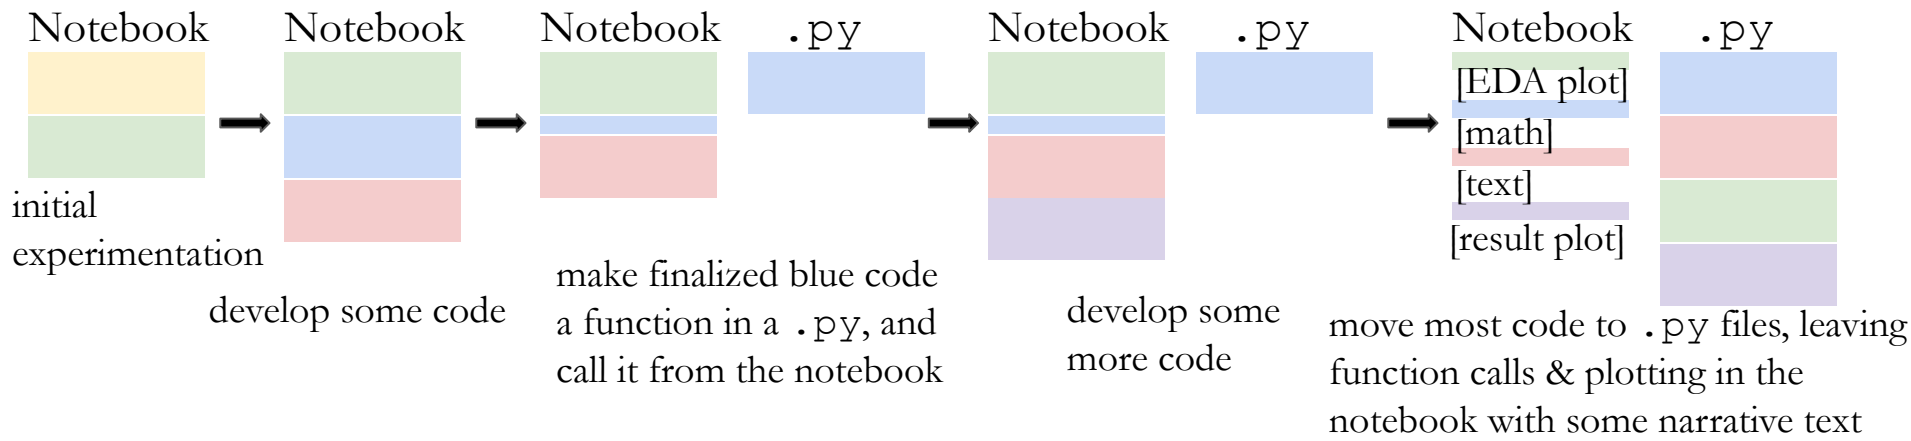 Notebook
Notebook
Notebook
.py
Notebook
.py
Notebook
.py
[EDA plot]
[math]
[text]
[result plot]
initial
experimentation
develop some code
make finalized blue code
a function in a .py, and
call it from the notebook
develop some
more code
move most code to .py files, leaving
function calls & plotting in the
notebook with some narrative text